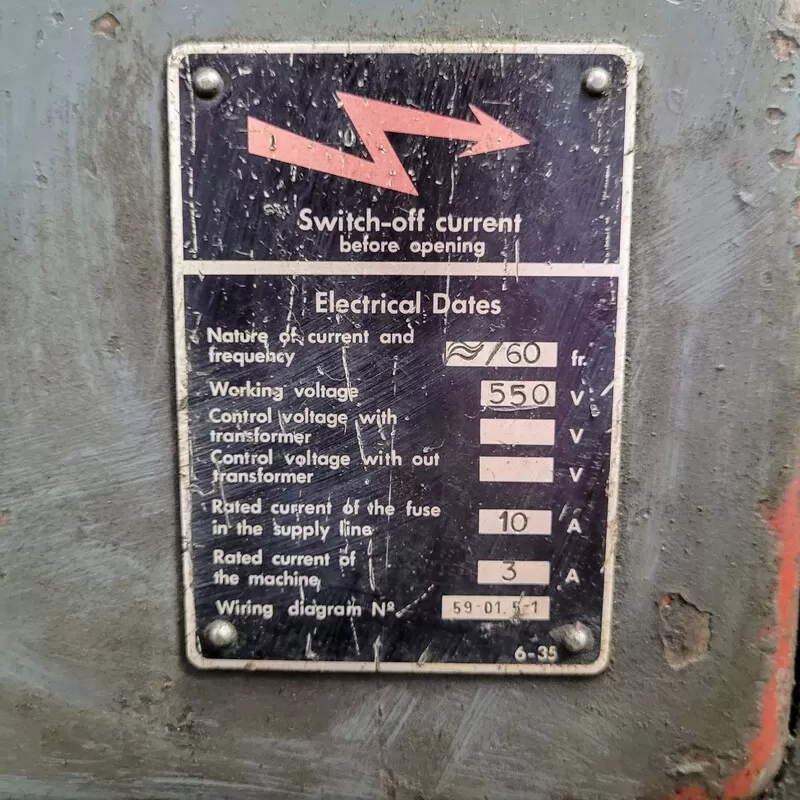 Switch-off current
before opening
Electrical Dates
Nature of current and
frequency ≈/60 fr.
Working voltage 550 V
Control voltage with
transformer V
Control voltage with out
transformer V
Rated current of the fuse
in the supply line 10 A
Rated current of
the machine 3 A
Wiring diagram Nº 59-01.5-1
6-35